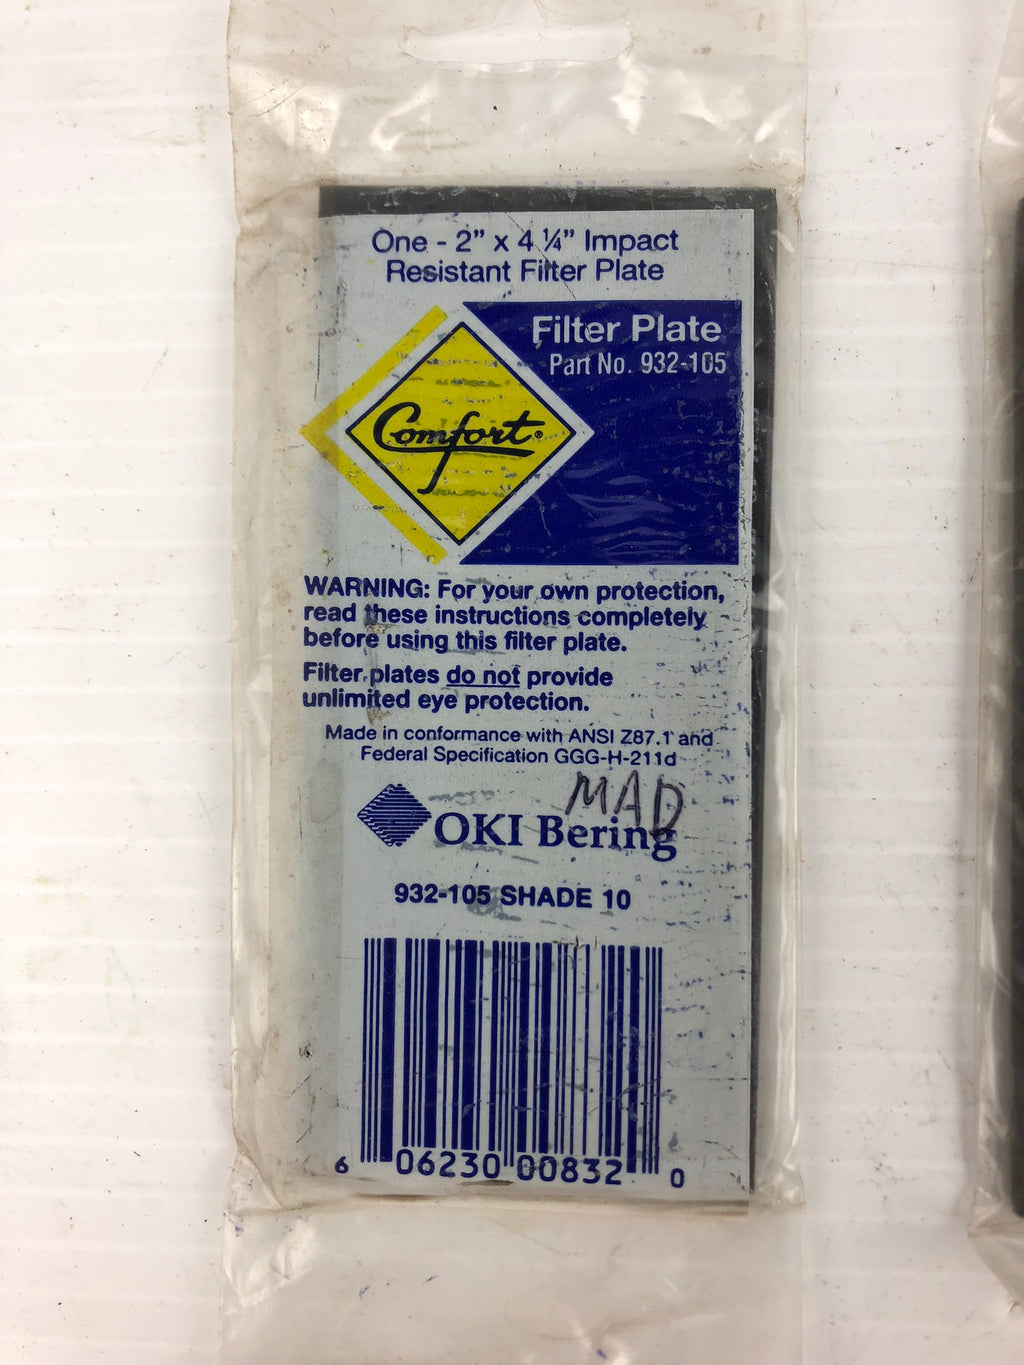 One - 2" x 4 ¼" Impact
Resistant Filter Plate
Filter Plate
Part No. 932-105
Comfort®
WARNING: For your own protection,
read these instructions completely
before using this filter plate.
Filter plates do not provide
unlimited eye protection.
Made in conformance with ANSI Z87.1 and
Federal Specification GGG-H-211d
MAD
OKI Bering
932-105 SHADE 10
6 06230 00832 0